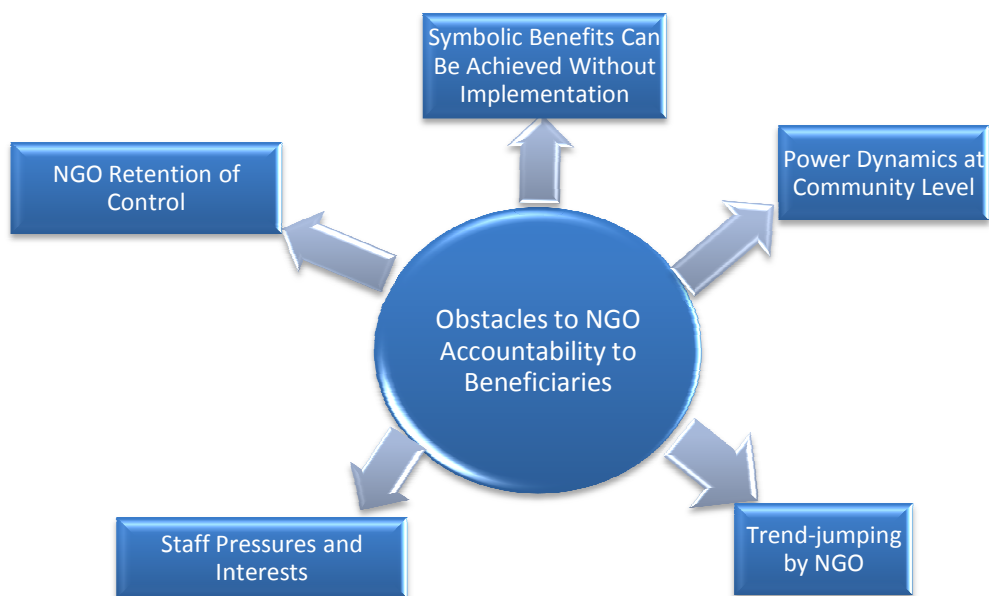 Symbolic Benefits Can
Be Achieved Without
Implementation
NGO Retention of
Control
Power Dynamics at
Community Level
Obstacles to NGO
Accountability to
Beneficiaries
Staff Pressures and
Interests
Trend-jumping
by NGO